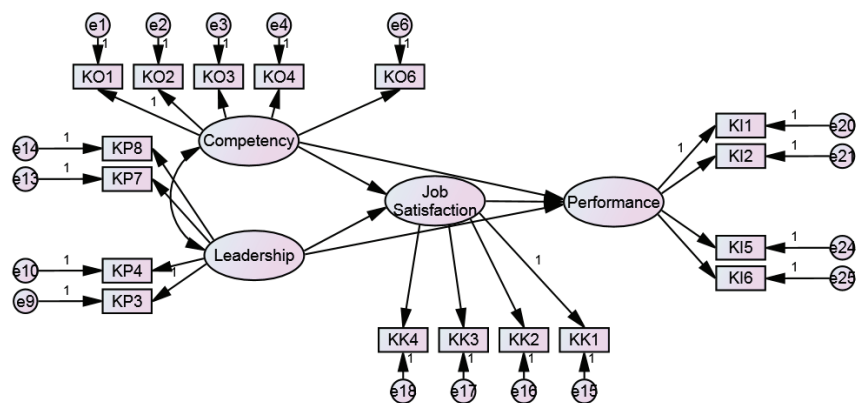 e1 e2 e3 e4 e6
1 1 1 1 1
KO1 KO2 KO3 KO4 KO6
1
Competency
e14 1 KP8
e13 1 KP7
Job
Satisfaction
Performance
KI1 1 e20
1
KI2 1 e21
Leadership
e10 1 KP4
1
e9 1 KP3
KI5 1 e24
KI6 1 e25
1
KK4 KK3 KK2 KK1
1 1 1 1
e18 e17 e16 e15